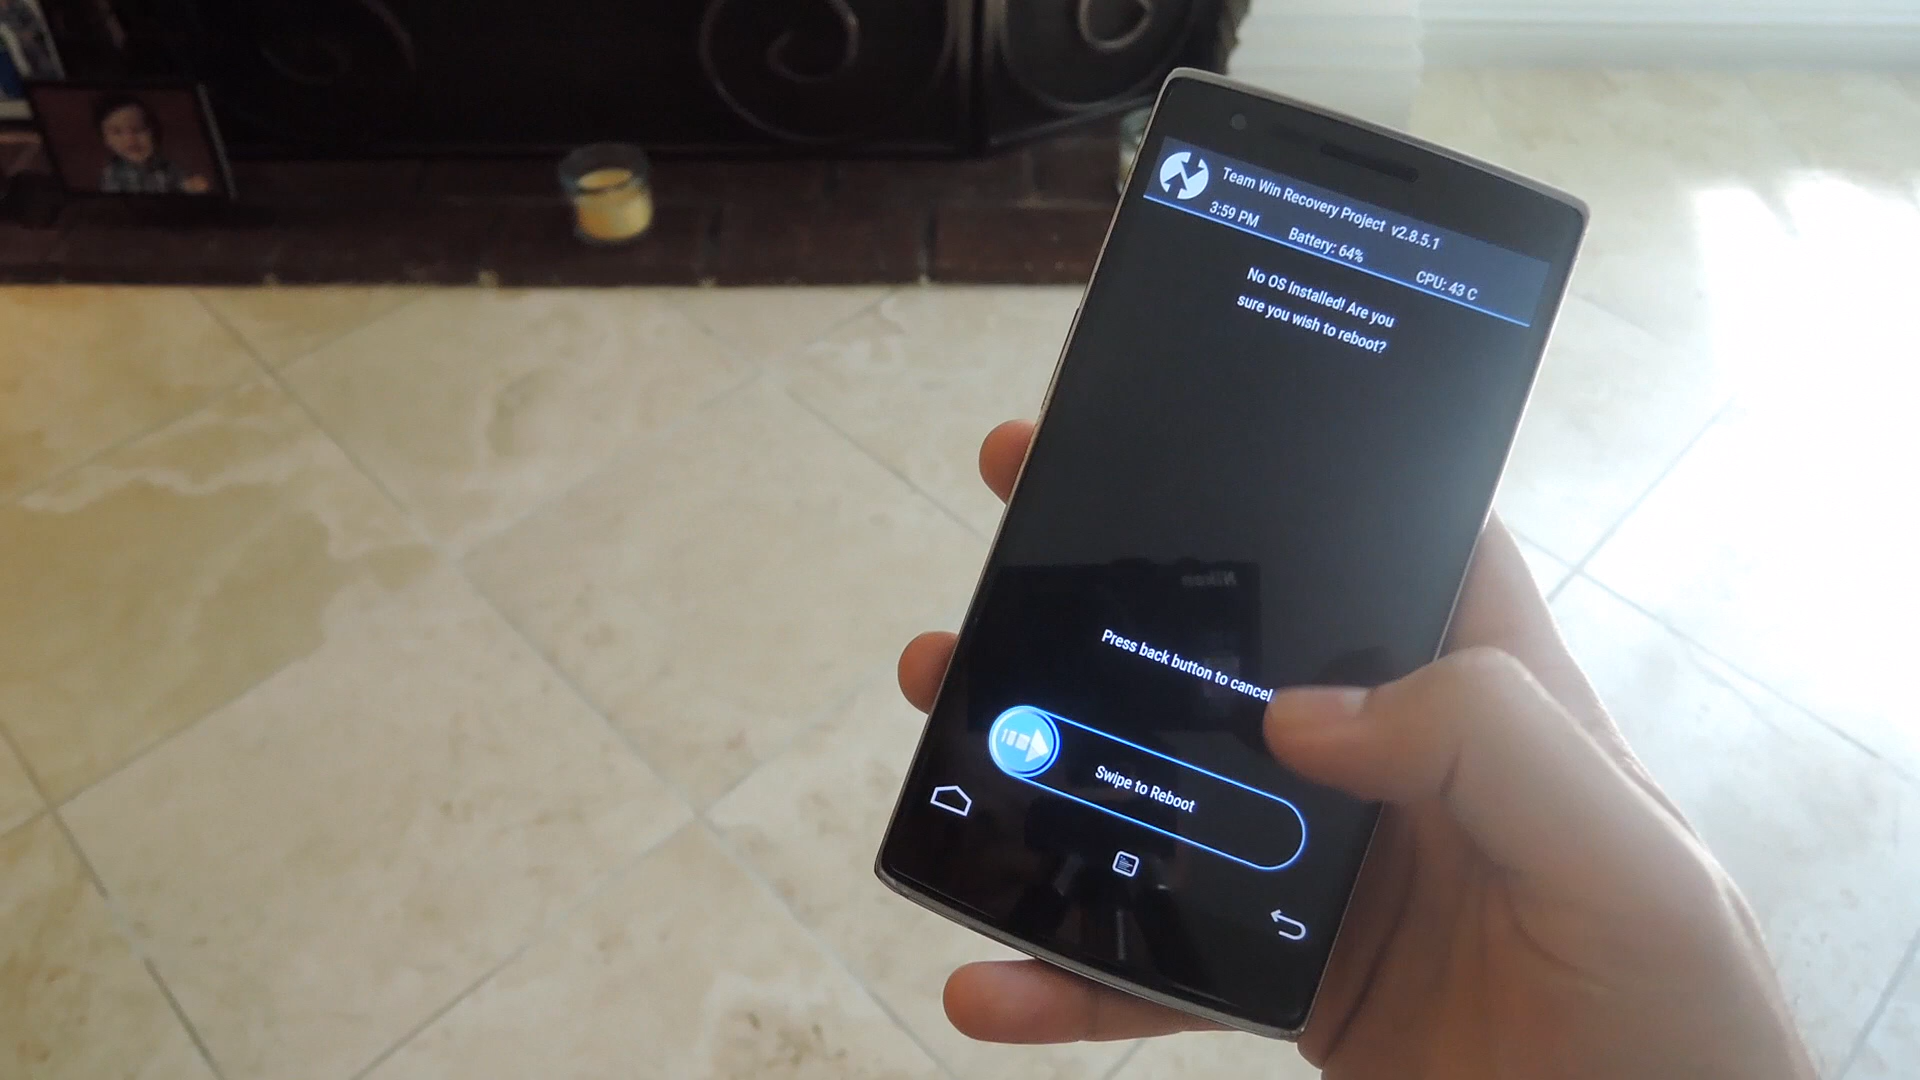 Team Win Recovery Project v2.8.5.1
3:59 PM Battery: 64% CPU: 43 C
No OS Installed! Are you
sure you wish to reboot?
Nikon
Press back button to cancel
Swipe to Reboot